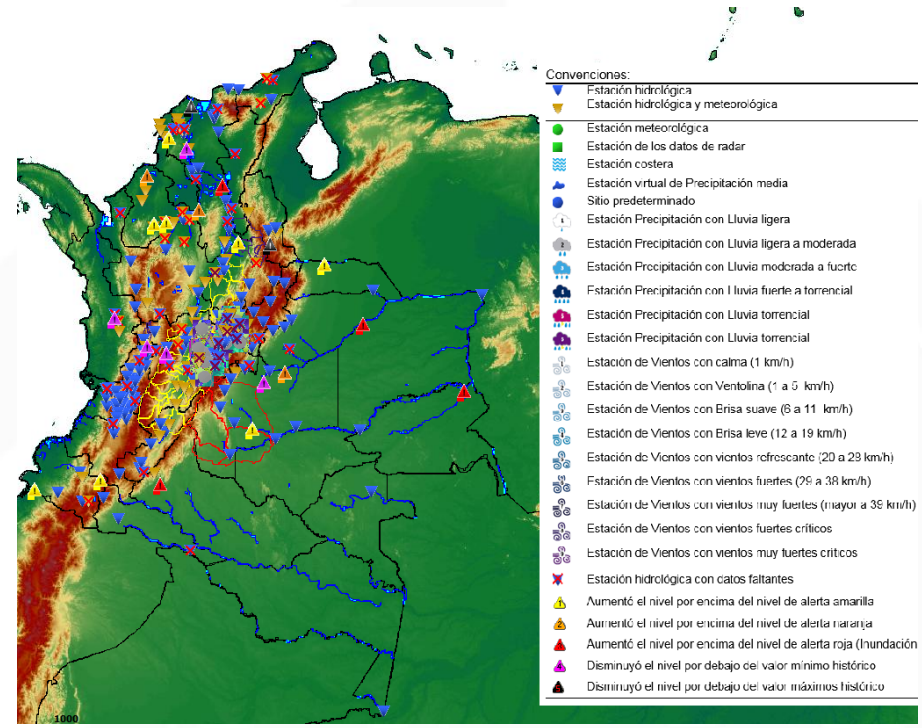 Convenciones:
Estación hidrológica
Estación hidrológica y meteorológica
Estación meteorológica
Estación de los datos de radar
Estación costera
Estación virtual de Precipitación media
Sitio predeterminado
Estación Precipitación con Lluvia ligera
Estación Precipitación con Lluvia ligera a moderada
Estación Precipitación con Lluvia moderada a fuerte
Estación Precipitación con Lluvia fuerte a torrencial
Estación Precipitación con Lluvia torrencial
Estación Precipitación con Lluvia torrencial
Estación de Vientos con calma (1 km/h)
Estación de Vientos con Ventolina (1 a 5 km/h)
Estación de Vientos con Brisa suave (6 a 11 km/h)
Estación de Vientos con Brisa leve (12 a 19 km/h)
Estación de Vientos con vientos refrescante (20 a 28 km/h)
Estación de Vientos con vientos fuertes (29 a 38 km/h)
Estación de Vientos con vientos muy fuertes (mayor a 39 km/h)
Estación de Vientos con vientos fuertes críticos
Estación de Vientos con vientos muy fuertes críticos
Estación hidrológica con datos faltantes
Aumentó el nivel por encima del nivel de alerta amarilla
Aumentó el nivel por encima del nivel de alerta naranja
Aumentó el nivel por encima del nivel de alerta roja (Inundación
Disminuyó el nivel por debajo del valor mínimo histórico
Disminuyó el nivel por debajo del valor máximos histórico
1000